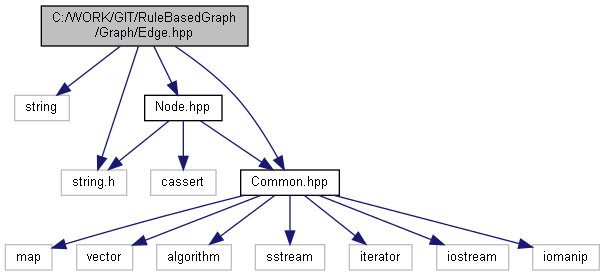 C:/WORK/GIT/RuleBasedGraph
/Graph/Edge.hpp
string
Node.hpp
string.h
cassert
Common.hpp
map
vector
algorithm
sstream
iterator
iostream
iomanip